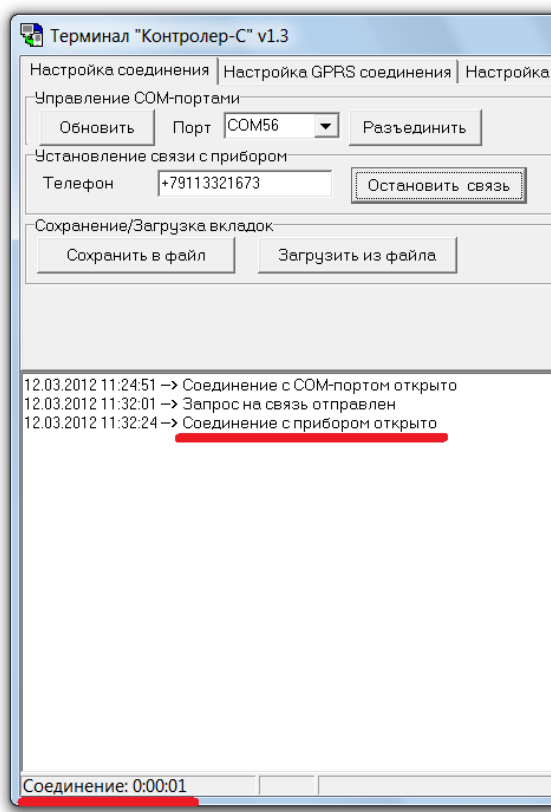 Терминал "Контролер-С" v1.3
Настройка соединения Настройка GPRS соединения Настройка
Управление COM-портами
Обновить Порт COM56 Разъединить
Установление связи с прибором
Телефон +79113321673 Остановить связь
Сохранение/Загрузка вкладок
Сохранить в файл Загрузить из файла
12.03.2012 11:24:51 --> Соединение с COM-портом открыто
12.03.2012 11:32:01 --> Запрос на связь отправлен
12.03.2012 11:32:24 --> Соединение с прибором открыто
Соединение: 0:00:01